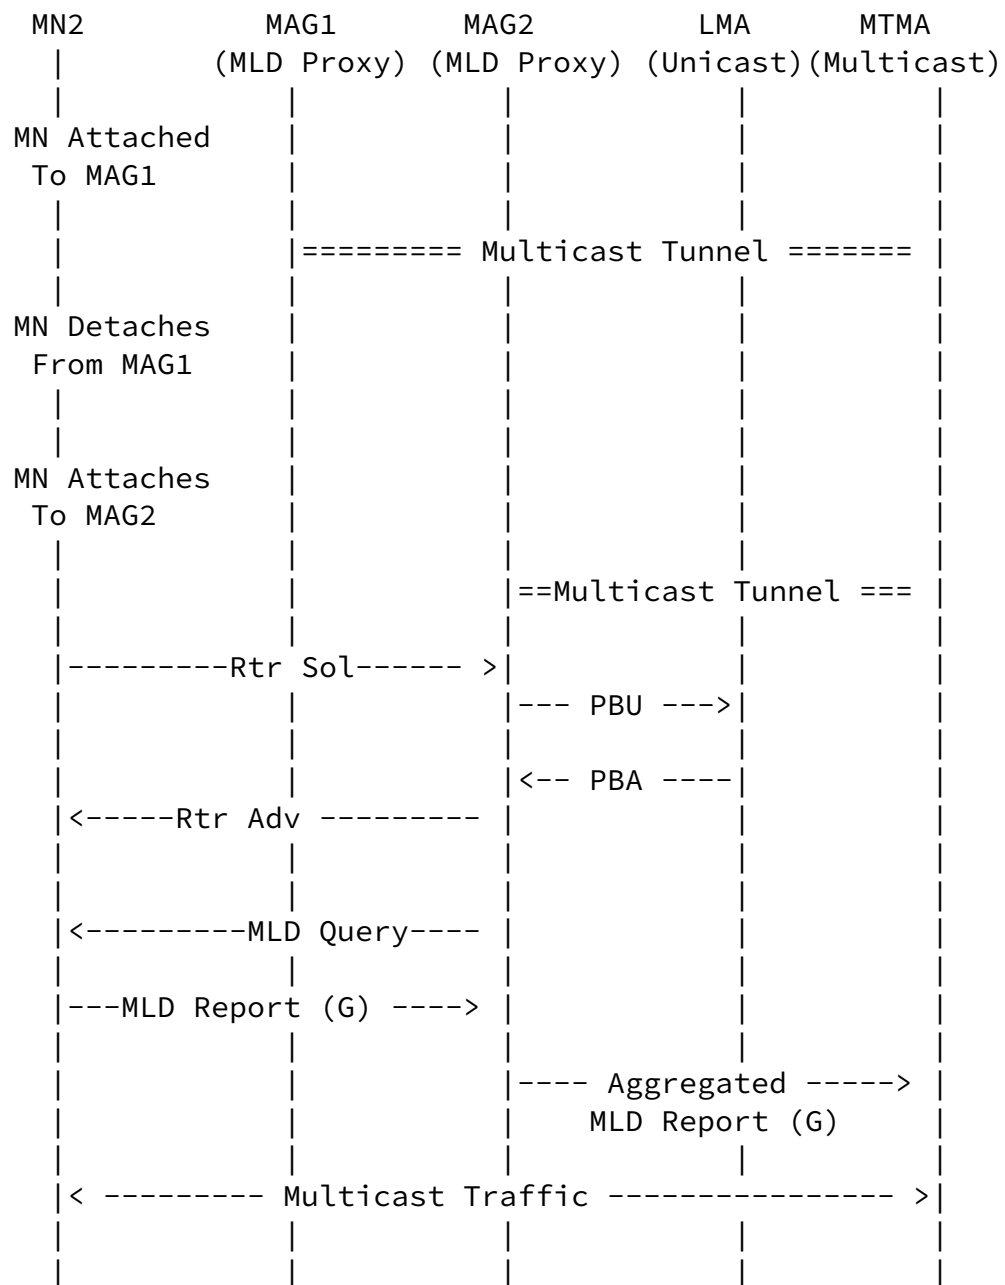 MN2 MAG1 MAG2 LMA MTMA
| (MLD Proxy) (MLD Proxy) (Unicast)(Multicast)
| | | | |
MN Attached | | | |
To MAG1 | | | |
| | | | |
| |========= Multicast Tunnel ======= |
| | | | |
MN Detaches | | | |
From MAG1 | | | |
| | | | |
| | | | |
MN Attaches | | | |
To MAG2 | | | |
| | | | |
| | |==Multicast Tunnel === |
| | | | |
|---------Rtr Sol------ >| | |
| | |--- PBU --->| |
| | | | |
| | |<-- PBA ----| |
|<-----Rtr Adv --------- | | |
| | | | |
| | | | |
|<---------MLD Query---- | | |
| | | | |
|---MLD Report (G) ----> | | |
| | | | |
| | |---- Aggregated -----> |
| | | MLD Report (G) |
| | | | |
|< --------- Multicast Traffic ---------------- >|
| | | | |
| | | | |